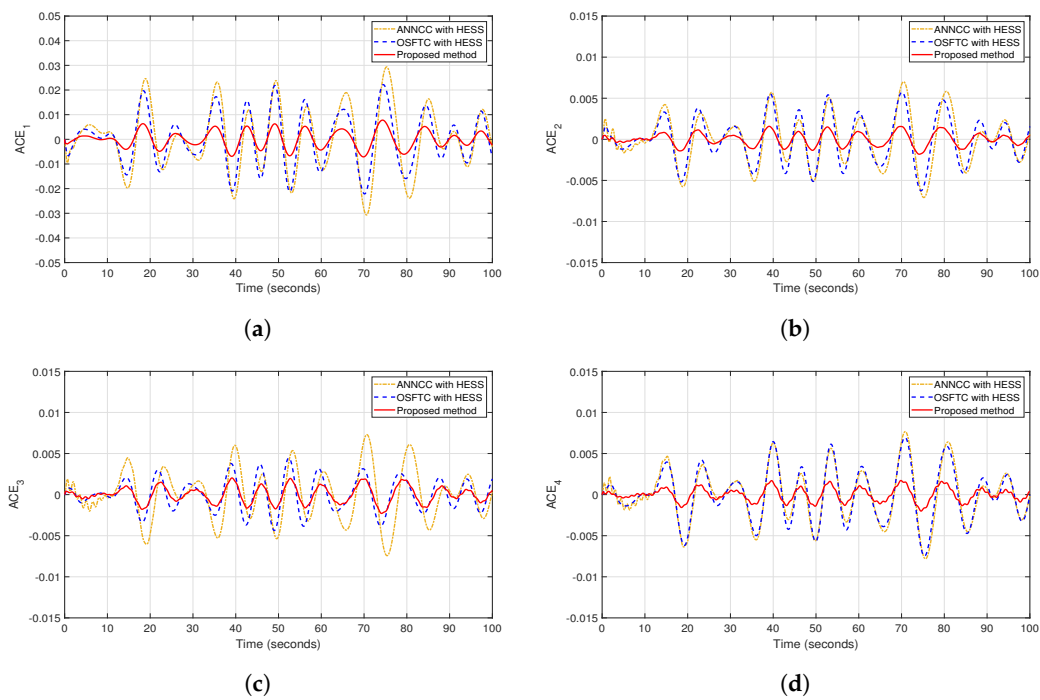 0.05
0.04
0.03
0.02
0.01
0
-0.01
-0.02
-0.03
-0.04
-0.05
ACE1
0 10 20 30 40 50 60 70 80 90 100
Time (seconds)
ANNCC with HESS
OSFTC with HESS
Proposed method
(a)
0.015
0.01
0.005
0
-0.005
-0.01
-0.015
ACE2
0 10 20 30 40 50 60 70 80 90 100
Time (seconds)
ANNCC with HESS
OSFTC with HESS
Proposed method
(b)
0.015
0.01
0.005
0
-0.005
-0.01
-0.015
ACE3
0 10 20 30 40 50 60 70 80 90 100
Time (seconds)
ANNCC with HESS
OSFTC with HESS
Proposed method
(c)
0.015
0.01
0.005
0
-0.005
-0.01
-0.015
ACE4
0 10 20 30 40 50 60 70 80 90 100
Time (seconds)
ANNCC with HESS
OSFTC with HESS
Proposed method
(d)